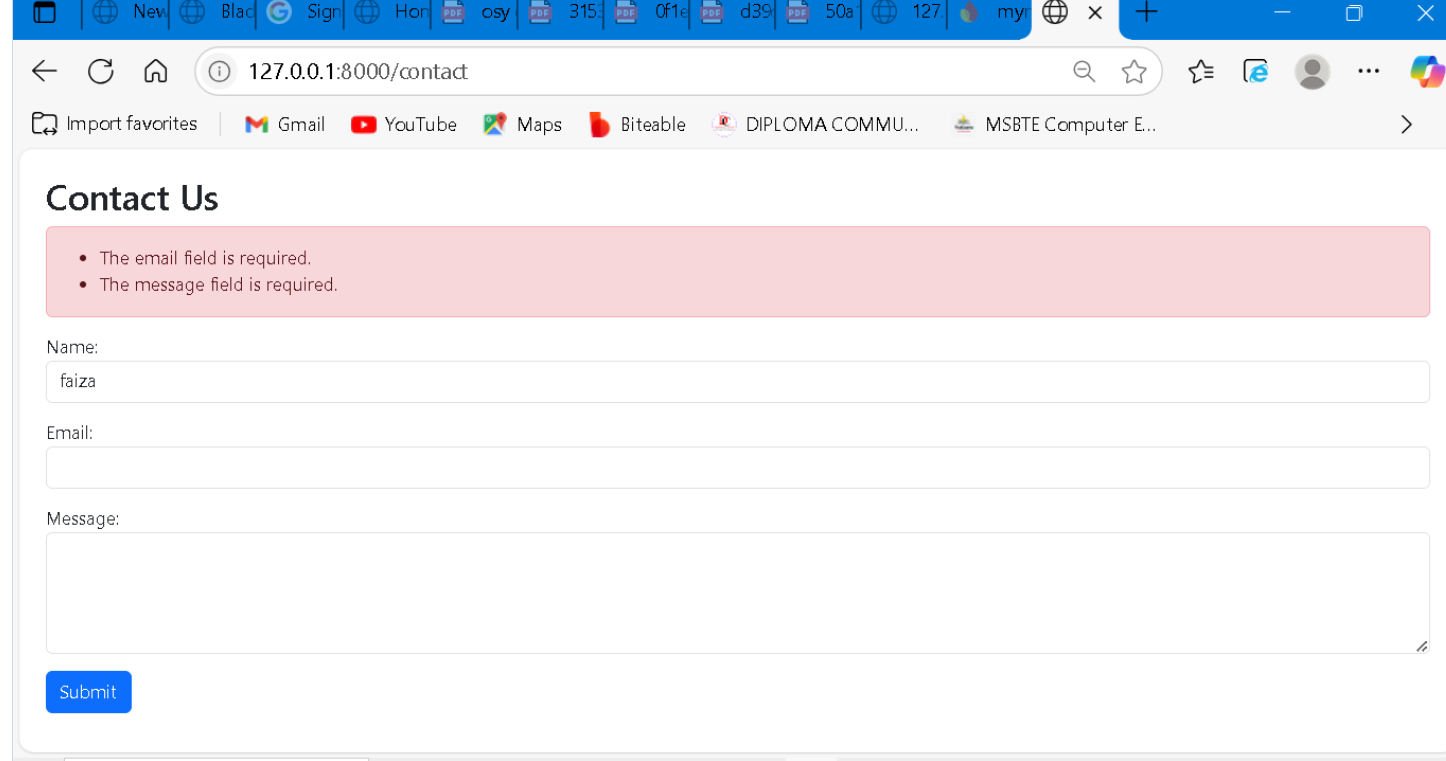 New Blac Sign Hon osy 3153 0f1e d39 50a1 127. myr
127.0.0.1:8000/contact
Import favorites Gmail YouTube Maps Biteable DIPLOMA COMMU... MSBTE Computer E...
Contact Us
• The email field is required.
• The message field is required.
Name:
faiza
Email:
Message:
Submit